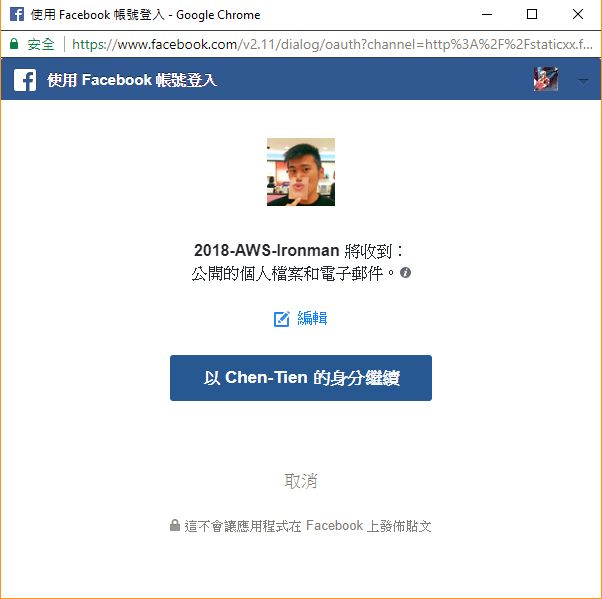 使用 Facebook 帳號登入 - Google Chrome
安全 | https://www.facebook.com/v2.11/dialog/oauth?channel=http%3A%2F%2Fstaticxx.f...
使用 Facebook 帳號登入
2018-AWS-Ironman 將收到：
公開的個人檔案和電子郵件。
編輯
以 Chen-Tien 的身分繼續
取消
這不會讓應用程式在 Facebook 上發佈貼文